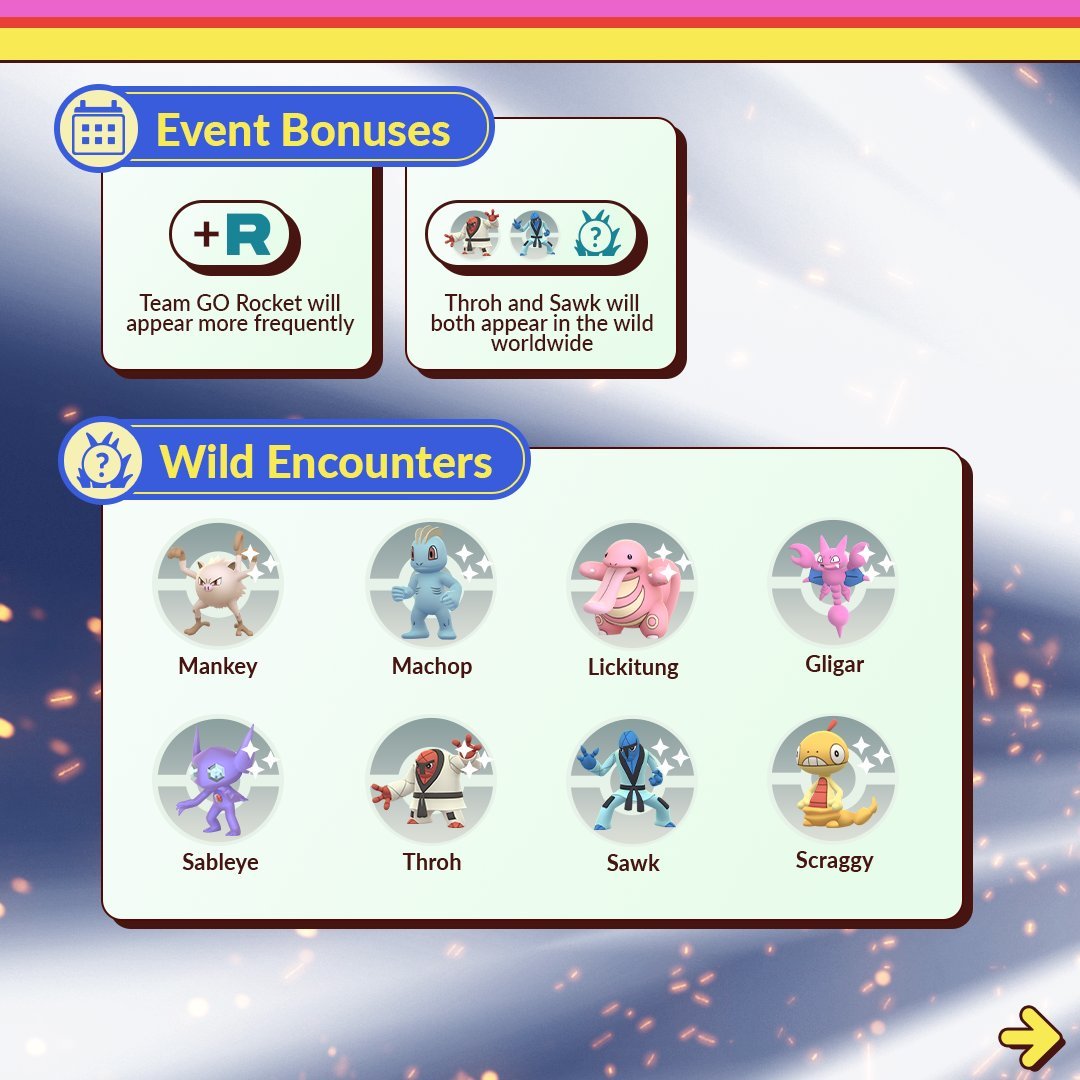 Event Bonuses
+R
Team GO Rocket will
appear more frequently
?
Throh and Sawk will
both appear in the wild
worldwide
?
Wild Encounters
Mankey
Machop
Lickitung
Gligar
Sableye
Throh
Sawk
Scraggy